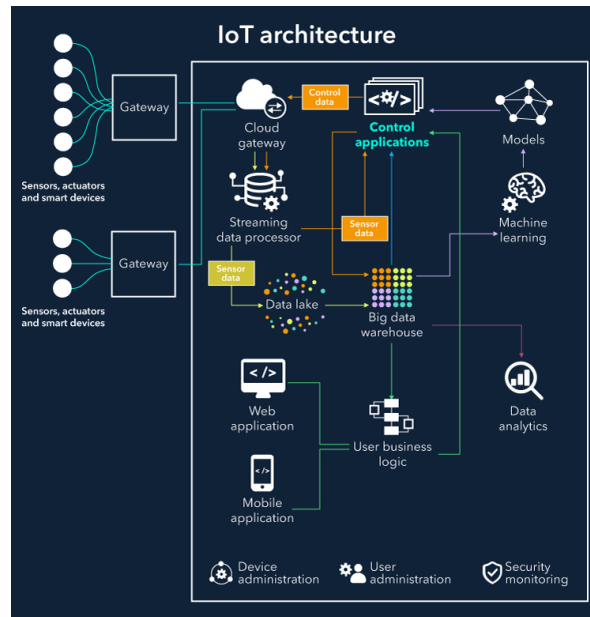 IoT architecture
Gateway
Sensors, actuators
and smart devices
Gateway
Sensors, actuators
and smart devices
Cloud
gateway
Control
data
</>
Control
applications
Models
Streaming
data processor
Sensor
data
Machine
learning
Sensor
data
Data lake
Big data
warehouse
</>
Web
application
User business
logic
Data
analytics
</>
Mobile
application
Device
administration
User
administration
Security
monitoring